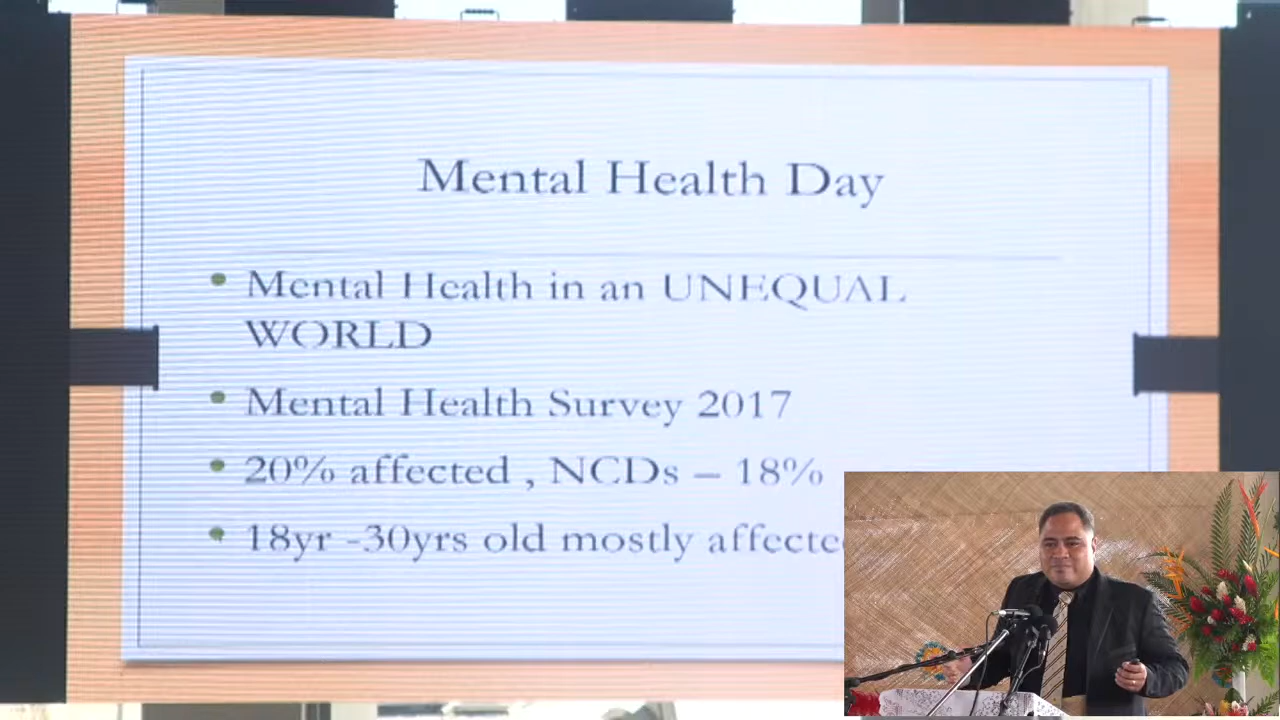 Mental Health Day
• Mental Health in an UNEQUAL
WORLD
• Mental Health Survey 2017
• 20% affected , NCDs – 18%
• 18yr -30yrs old mostly affecte